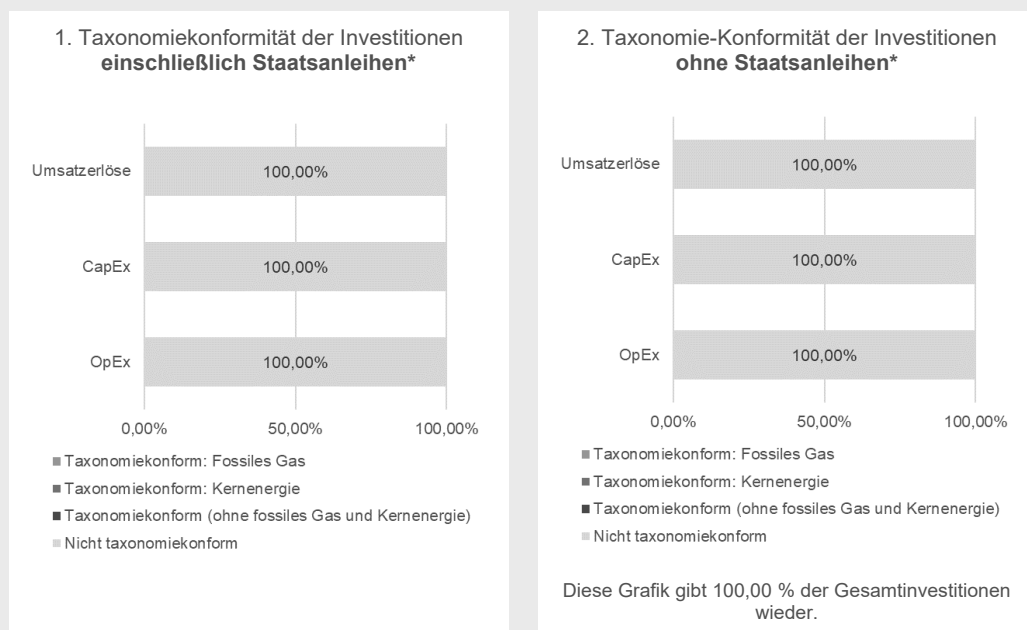 1. Taxonomiekonformität der Investitionen
einschließlich Staatsanleihen*
Umsatzerlöse
100,00%
CapEx
100,00%
OpEx
100,00%
0,00%
50,00%
100,00%
Taxonomiekonform: Fossiles Gas
Taxonomiekonform: Kernenergie
Taxonomiekonform (ohne fossiles Gas und Kernenergie)
Nicht taxonomiekonform
2. Taxonomie-Konformität der Investitionen
ohne Staatsanleihen*
Umsatzerlöse
100,00%
CapEx
100,00%
OpEx
100,00%
0,00%
50,00%
100,00%
Taxonomiekonform: Fossiles Gas
Taxonomiekonform: Kernenergie
Taxonomiekonform (ohne fossiles Gas und Kernenergie)
Nicht taxonomiekonform
Diese Grafik gibt 100,00 % der Gesamtinvestitionen
wieder.